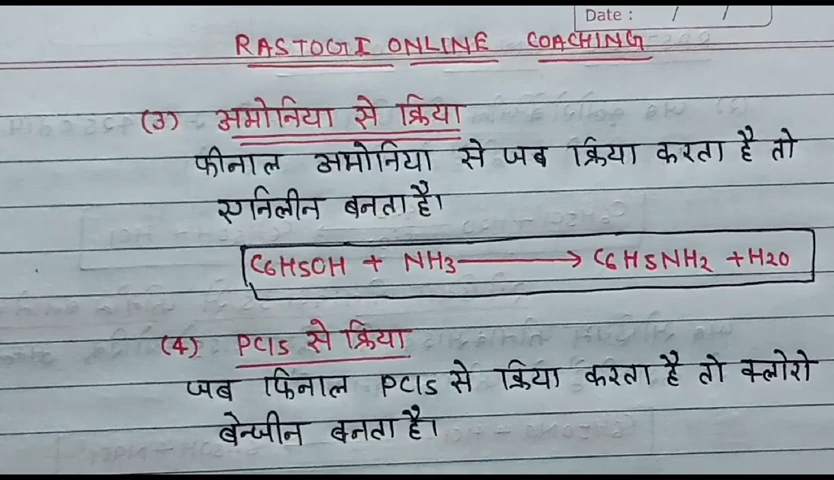 Date : / /
RASTOGI ONLINE COACHING
(3) अमोनिया से क्रिया
फीनाल अमोनिया से जब क्रिया करता है तो
एनिलीन बनता है।
C6H5OH + NH3 → C6H5NH2 + H2O
(4) PCl5 से क्रिया
जब फिनाल PCl5 से क्रिया करता है तो क्लोरो
बेन्जीन बनता है।